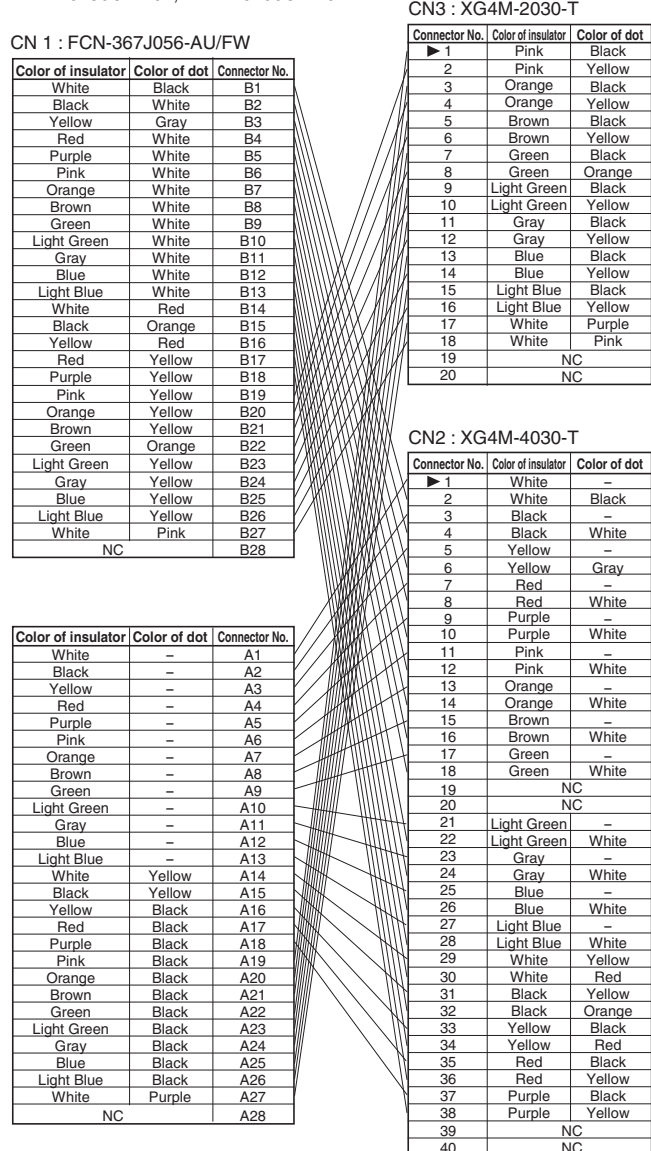 CN 1 : FCN-367J056-AU/FW
Color of insulator Color of dot Connector No.
White Black B1
Black White B2
Yellow Gray B3
Red White B4
Purple White B5
Pink White B6
Orange White B7
Brown White B8
Green White B9
Light Green White B10
Gray White B11
Blue White B12
Light Blue White B13
White Red B14
Black Orange B15
Yellow Red B16
Red Yellow B17
Purple Yellow B18
Pink Yellow B19
Orange Yellow B20
Brown Yellow B21
Green Orange B22
Light Green Yellow B23
Gray Yellow B24
Blue Yellow B25
Light Blue Yellow B26
White Pink B27
NC B28
Color of insulator Color of dot Connector No.
White – A1
Black – A2
Yellow – A3
Red – A4
Purple – A5
Pink – A6
Orange – A7
Brown – A8
Green – A9
Light Green – A10
Gray – A11
Blue – A12
Light Blue – A13
White Yellow A14
Black Yellow A15
Yellow Black A16
Red Black A17
Purple Black A18
Pink Black A19
Orange Black A20
Brown Black A21
Green Black A22
Light Green Black A23
Gray Black A24
Blue Black A25
Light Blue Black A26
White Purple A27
NC A28
CN3 : XG4M-2030-T
Connector No. Color of insulator Color of dot
▶ 1 Pink Black
2 Pink Yellow
3 Orange Black
4 Orange Yellow
5 Brown Black
6 Brown Yellow
7 Green Black
8 Green Orange
9 Light Green Black
10 Light Green Yellow
11 Gray Black
12 Gray Yellow
13 Blue Black
14 Blue Yellow
15 Light Blue Black
16 Light Blue Yellow
17 White Purple
18 White Pink
19 NC
20 NC
CN2 : XG4M-4030-T
Connector No. Color of insulator Color of dot
▶ 1 White –
2 White Black
3 Black –
4 Black White
5 Yellow –
6 Yellow Gray
7 Red –
8 Red White
9 Purple –
10 Purple White
11 Pink –
12 Pink White
13 Orange –
14 Orange White
15 Brown –
16 Brown White
17 Green –
18 Green White
19 NC
20 NC
21 Light Green –
22 Light Green White
23 Gray –
24 Gray White
25 Blue –
26 Blue White
27 Light Blue –
28 Light Blue White
29 White Yellow
30 White Red
31 Black Yellow
32 Black Orange
33 Yellow Black
34 Yellow Red
35 Red Black
36 Red Yellow
37 Purple Black
38 Purple Yellow
39 NC
40 NC